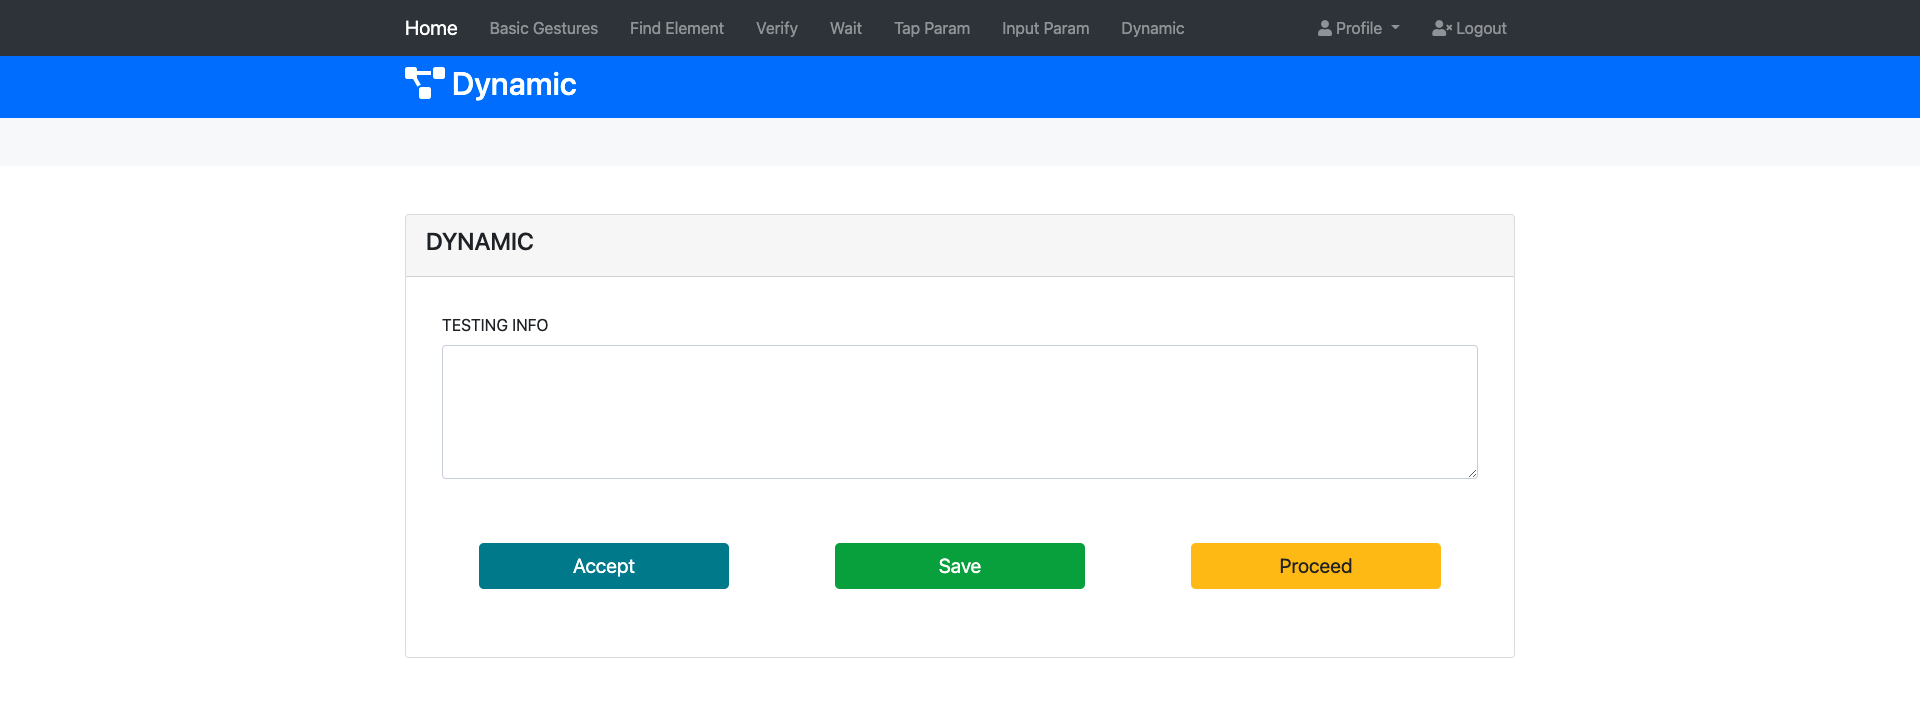 Home Basic Gestures Find Element Verify Wait Tap Param Input Param Dynamic Profile Logout
Dynamic
DYNAMIC
TESTING INFO
Accept Save Proceed